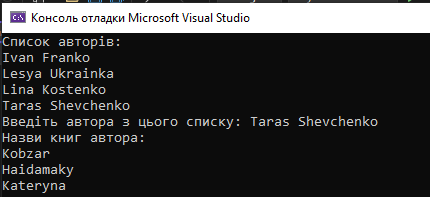 Консоль отладки Microsoft Visual Studio
Список авторів:
Ivan Franko
Lesya Ukrainka
Lina Kostenko
Taras Shevchenko
Введіть автора з цього списку: Taras Shevchenko
Назви книг автора:
Kobzar
Haidamaky
Kateryna